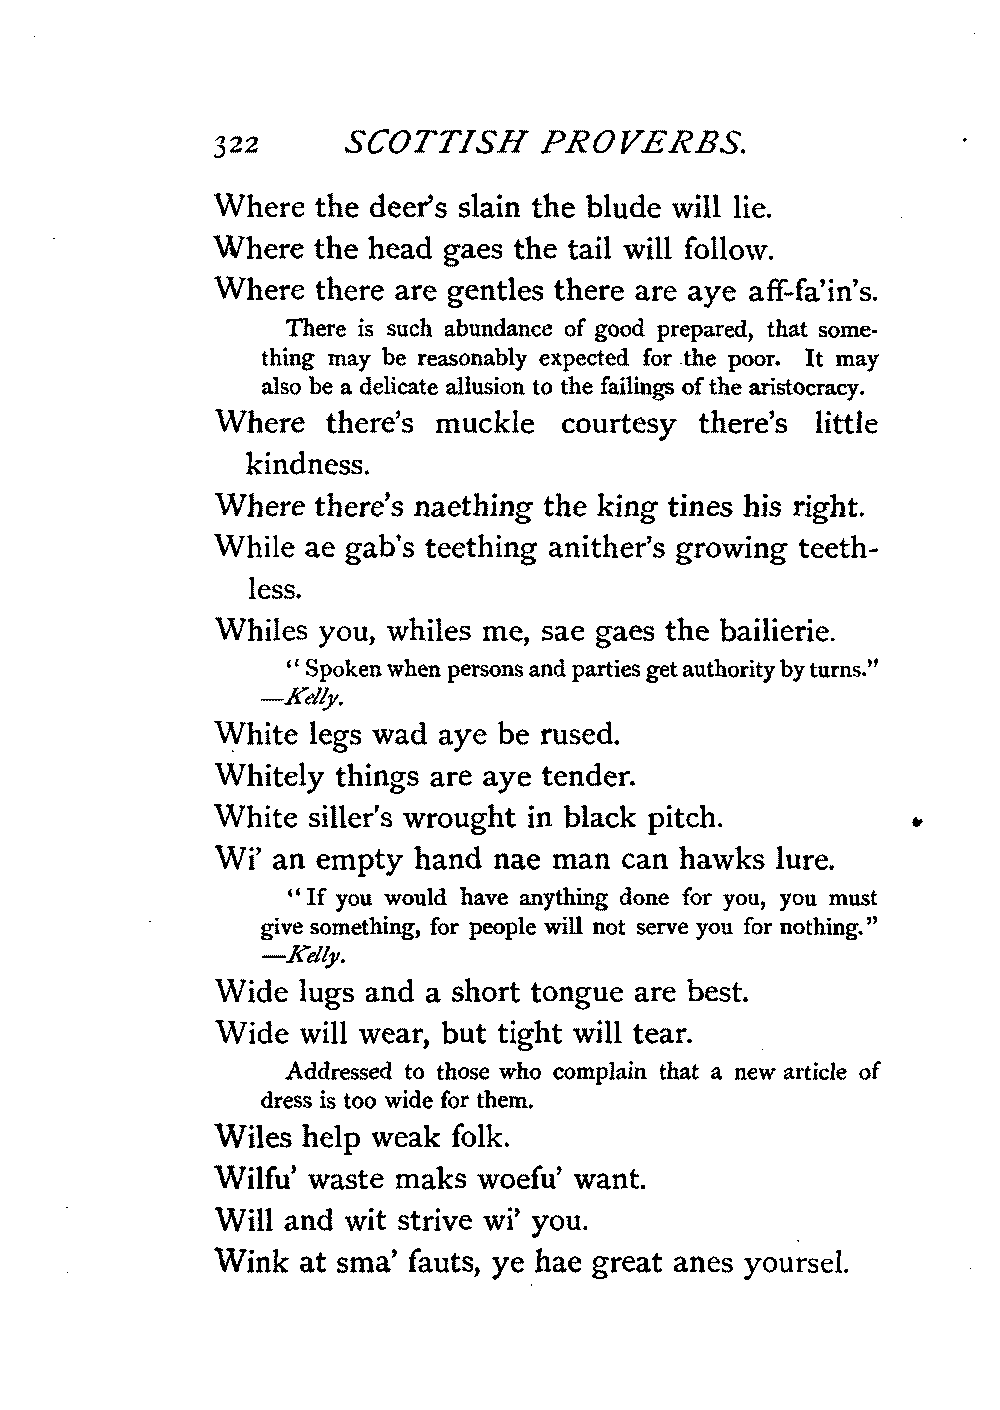 322 SCOTTISH PROVERBS.
Where the deer's slain the blude will lie.
Where the head gaes the tail will follow.
Where there are gentles there are aye aff-fa'in's.
There is such abundance of good prepared, that some-
thing may be reasonably expected for the poor. It may
also be a delicate allusion to the failings of the aristocracy.
Where there's muckle courtesy there's little
kindness.
Where there's naething the king tines his right.
While ae gab's teething anither's growing teeth-
less.
Whiles you, whiles me, sae gaes the bailierie.
"Spoken when persons and parties get authority by turns."
—Kelly.
White legs wad aye be rused.
Whitely things are aye tender.
White siller's wrought in black pitch.
Wi' an empty hand nae man can hawks lure.
"If you would have anything done for you, you must
give something, for people will not serve you for nothing."
—Kelly.
Wide lugs and a short tongue are best.
Wide will wear, but tight will tear.
Addressed to those who complain that a new article of
dress is too wide for them.
Wiles help weak folk.
Wilfu' waste maks woefu' want.
Will and wit strive wi' you.
Wink at sma' fauts, ye hae great anes yoursel.